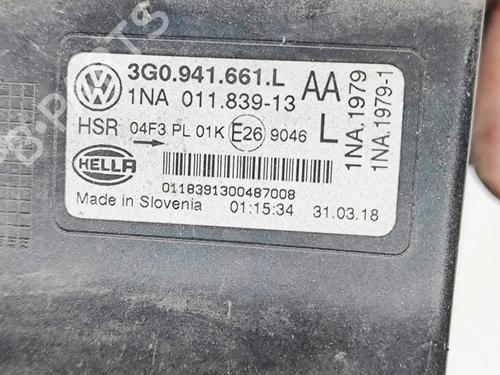 3G0.941.661.L AA
1NA 011.839-13
HSR 04F3 PL 01K E26 9046 L
HELLA
0118391300487008
Made in Slovenia 01:15:34 31.03.18
1NA.1979
1NA.1979-1
B-PARTS